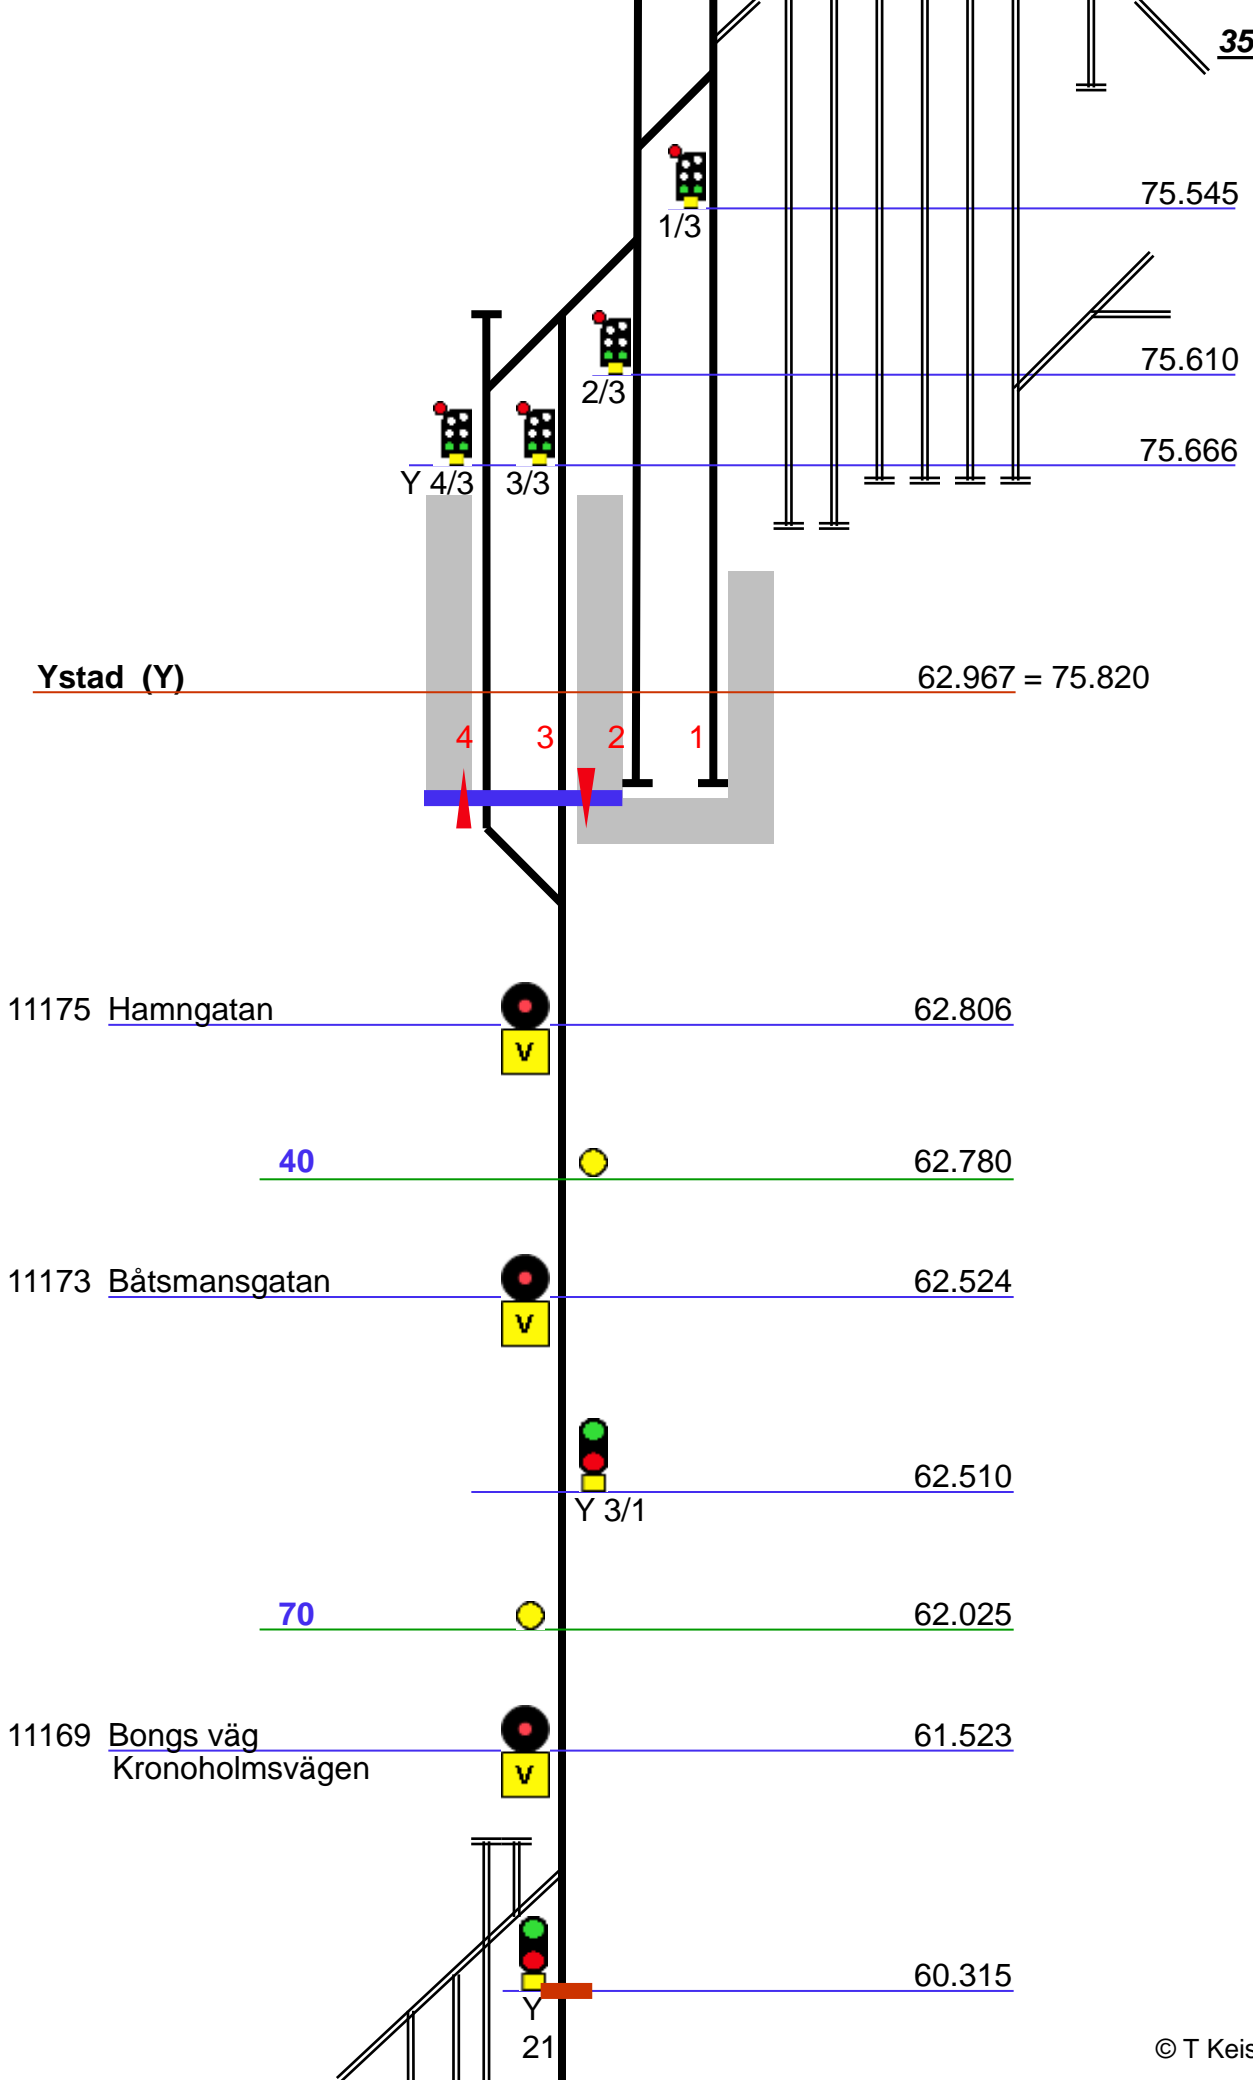 35
75.545
1/3
75.610
2/3
75.666
Y 4/3 3/3
Ystad (Y) 62.967 = 75.820
4 3 2 1
11175 Hamngatan 62.806
V
40 62.780
11173 Båtsmansgatan 62.524
V
62.510
Y 3/1
70 62.025
11169 Bongs väg 61.523
Kronoholmsvägen
V
60.315
Y
21
© T Keis